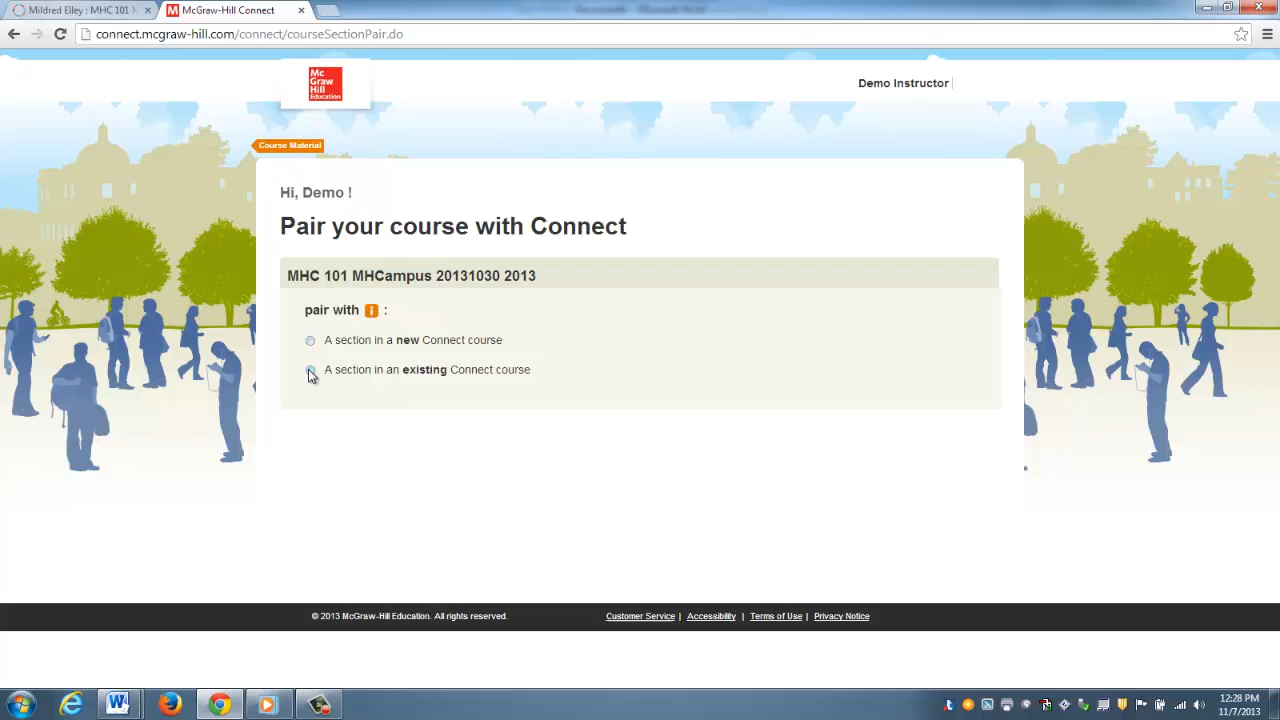 Mildred Elley : MHC 101
McGraw-Hill Connect
connect.mcgraw-hill.com/connect/courseSectionPair.do
Mc
Graw
Hill
Education
Demo Instructor
Course Material
Hi, Demo !
Pair your course with Connect
MHC 101 MHCampus 20131030 2013
pair with i :
A section in a new Connect course
A section in an existing Connect course
© 2013 McGraw-Hill Education. All rights reserved.
Customer Service | Accessibility | Terms of Use | Privacy Notice
12:28 PM
11/7/2013